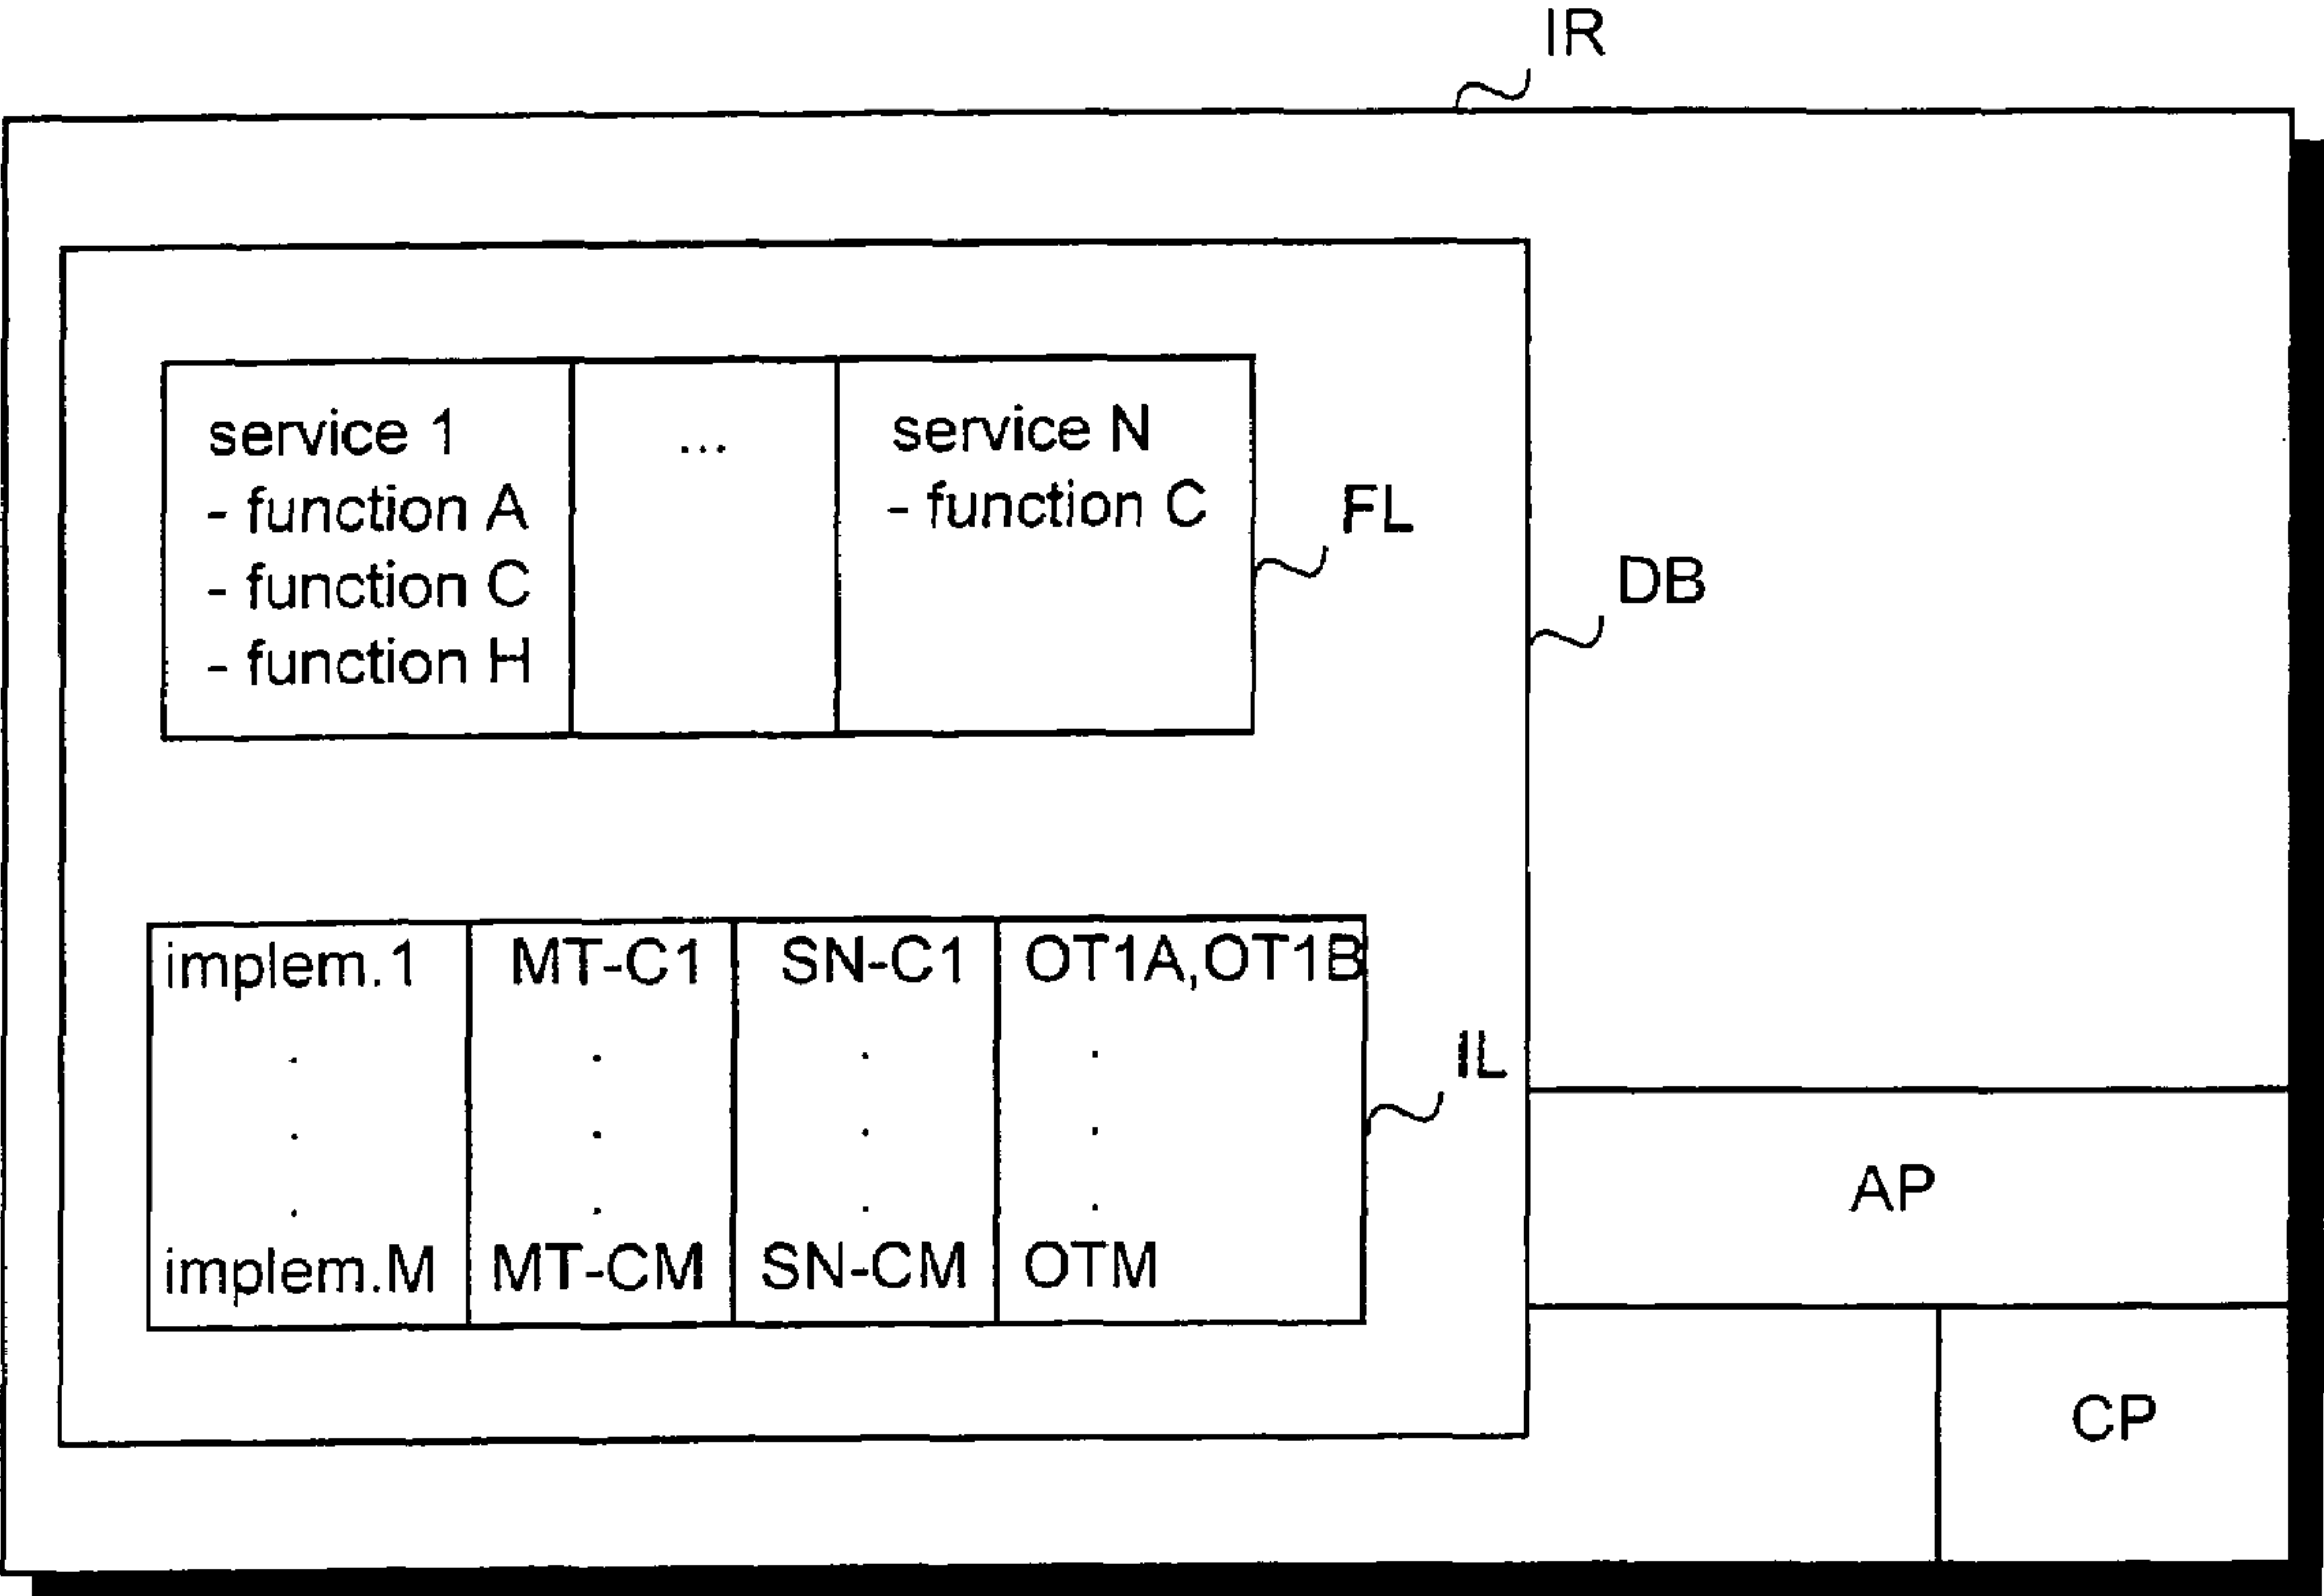 IR
service 1
- function A
- function C
- function H
...
service N
- function C
FL
DB
implem.1 MT-C1 SN-C1 OT1A,OT1B
. . . .
. . . .
. . . .
implem.M MT-CM SN-CM OTM
IL
AP
CP